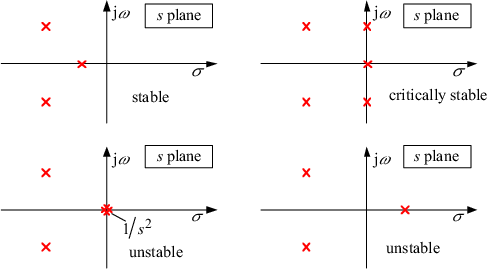 jω s plane
σ
stable
jω s plane
σ
critically stable
jω s plane
σ
1/s²
unstable
jω s plane
σ
unstable